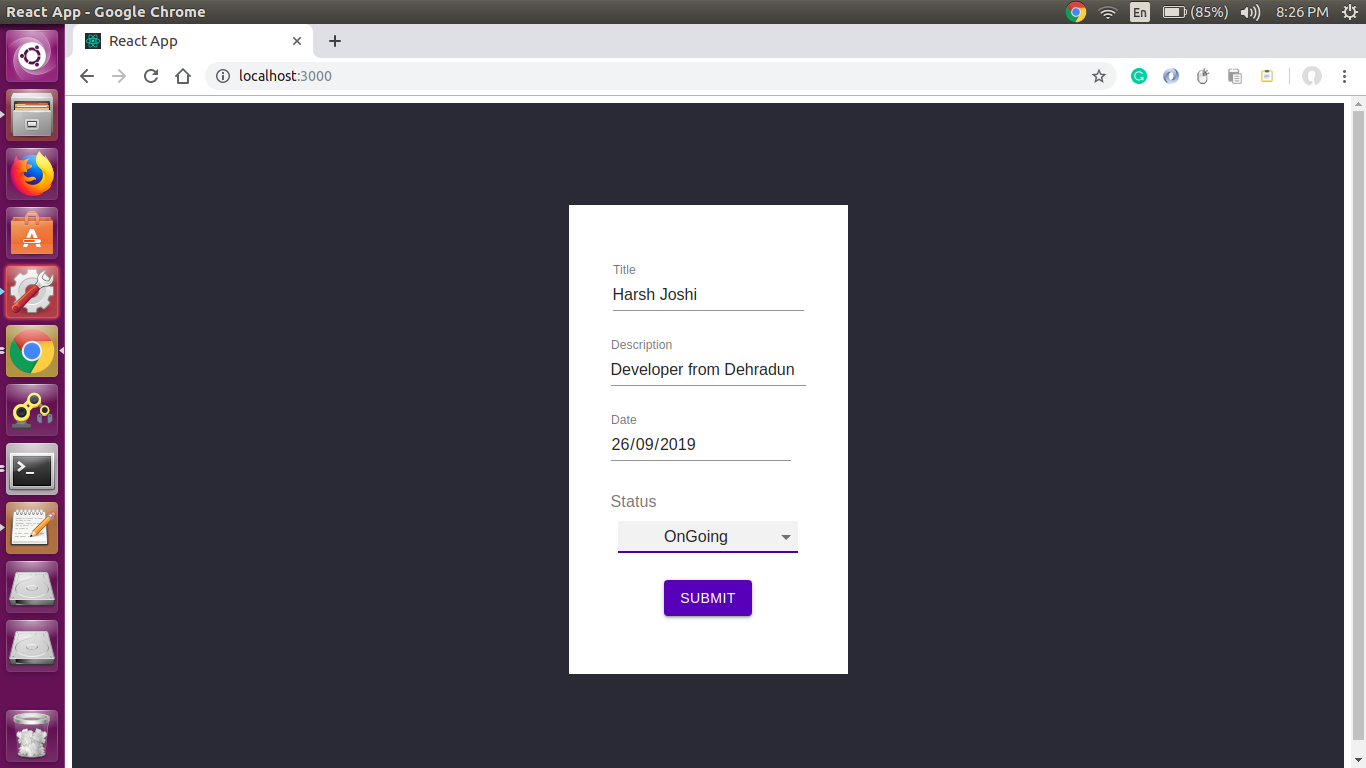 React App - Google Chrome
En
(85%)
8:26 PM
React App
localhost:3000
Title
Harsh Joshi
Description
Developer from Dehradun
Date
26/09/2019
Status
OnGoing
SUBMIT